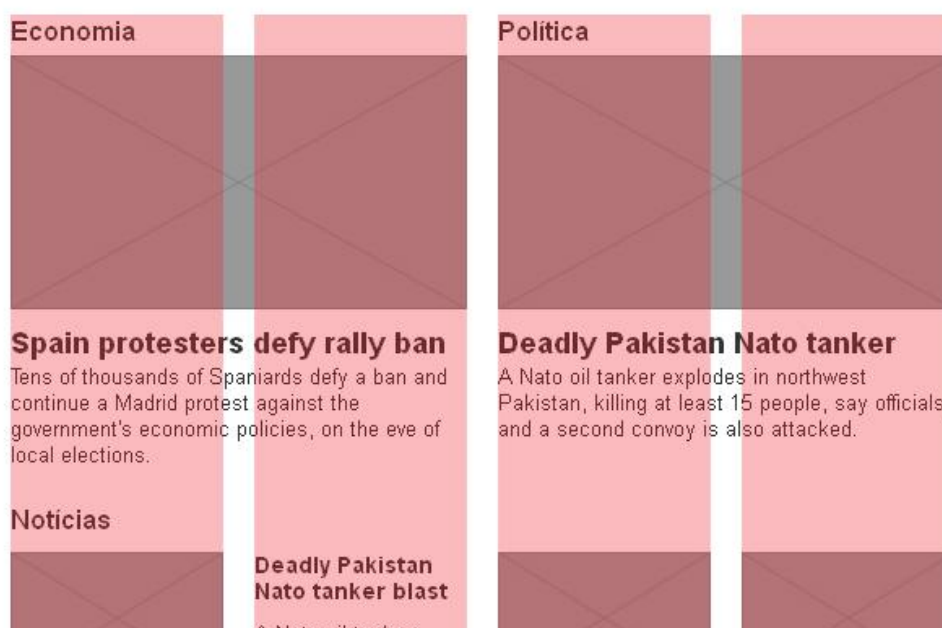 Economia
Política
Spain protesters defy rally ban
Tens of thousands of Spaniards defy a ban and
continue a Madrid protest against the
government's economic policies, on the eve of
local elections.
Deadly Pakistan Nato tanker
A Nato oil tanker explodes in northwest
Pakistan, killing at least 15 people, say officials
and a second convoy is also attacked.
Notícias
Deadly Pakistan
Nato tanker blast